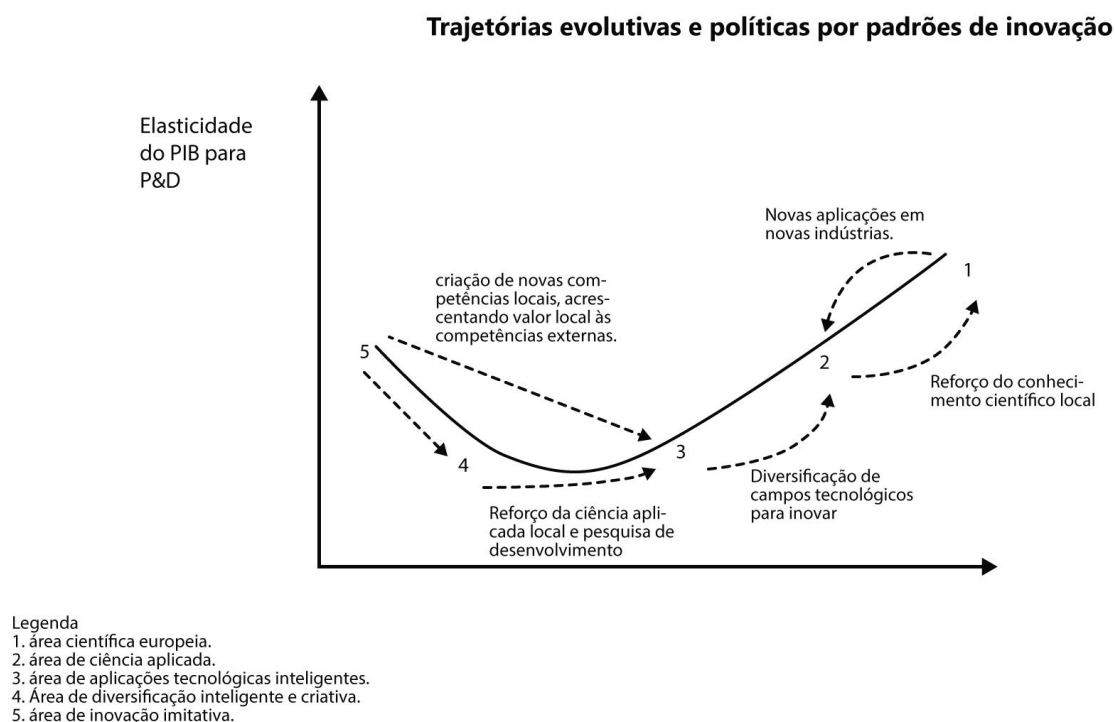 Trajetórias evolutivas e políticas por padrões de inovação
Elasticidade
do PIB para
P&D
Novas aplicações em
novas indústrias.
1
criação de novas com-
petências locais, acres-
centando valor local às
competências externas.
5
2
Reforço do conheci-
mento científico local
4
3
Diversificação de
campos tecnológicos
para inovar
Reforço da ciência apli-
cada local e pesquisa de
desenvolvimento
Legenda
1. área científica europeia.
2. área de ciência aplicada.
3. área de aplicações tecnológicas inteligentes.
4. Área de diversificação inteligente e criativa.
5. área de inovação imitativa.